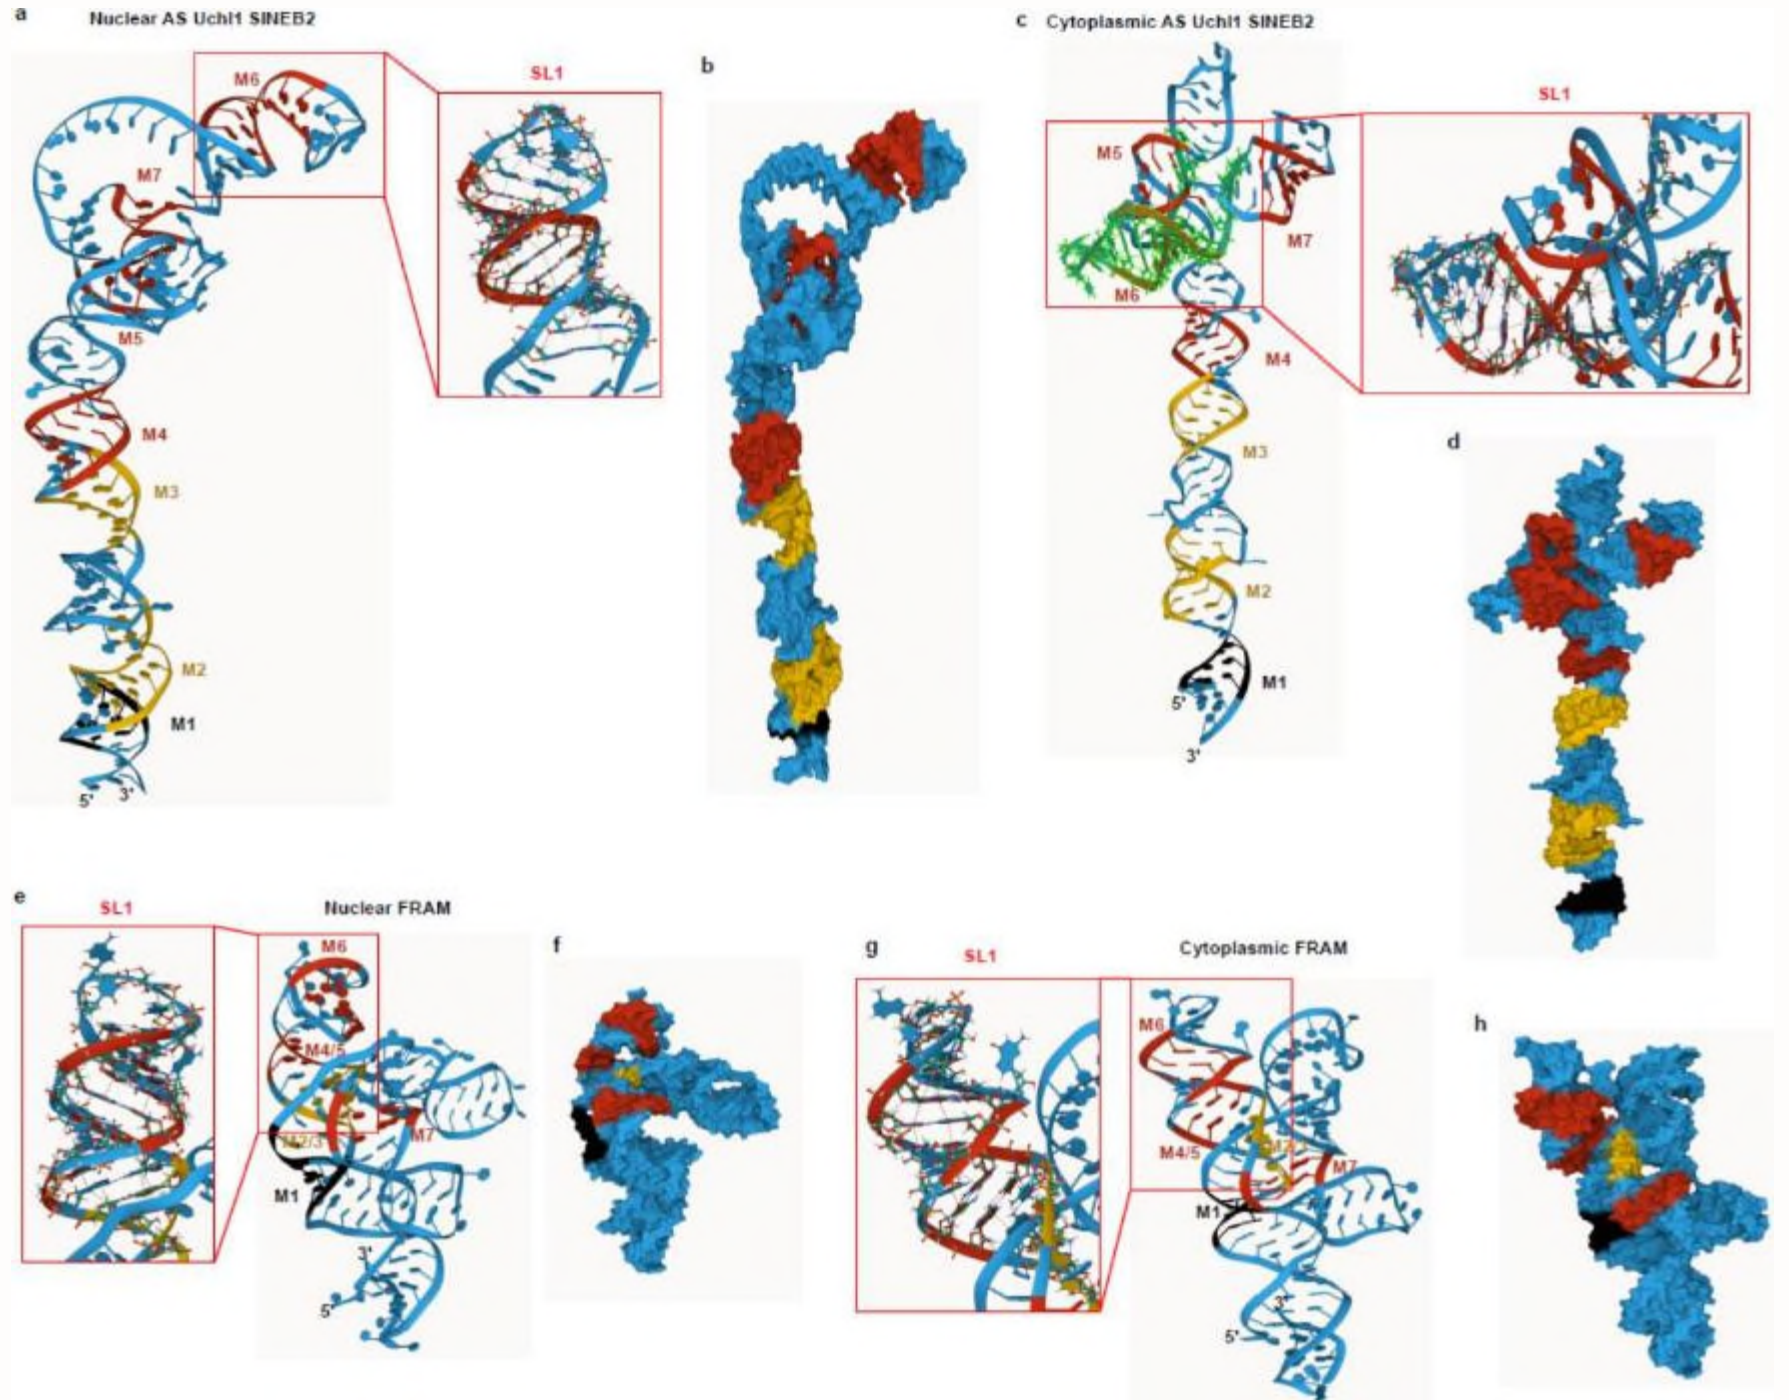 a
Nuclear AS Uchl1 SINEB2
M6
SL1
M7
M5
M4
M3
M2
M1
5'
3'
b
c
Cytoplasmic AS Uchl1 SINEB2
SL1
M5
M7
M6
M4
M3
M2
M1
5'
3'
d
e
SL1
Nuclear FRAM
M6
M4/5
M2/3
M7
M1
3'
5'
f
g
SL1
Cytoplasmic FRAM
M6
M4/5
M7
M1
3'
5'
h